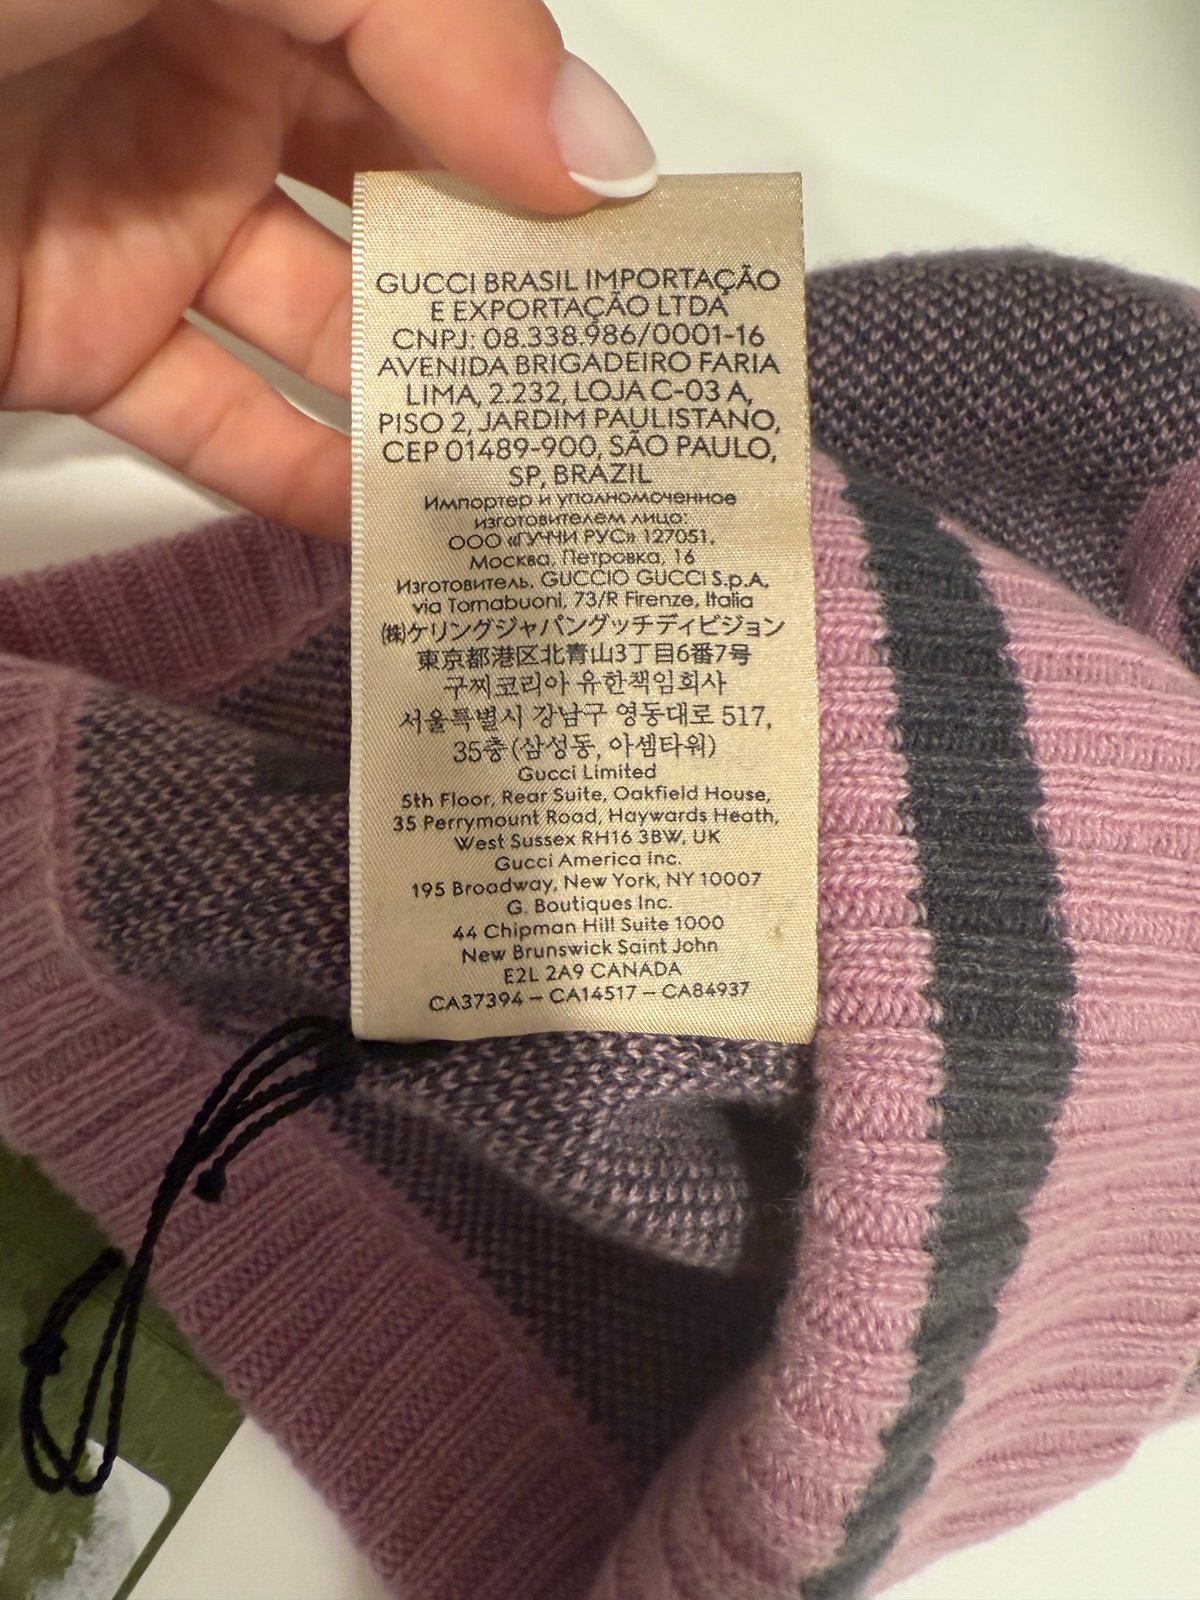 GUCCI BRASIL IMPORTAÇÃO
E EXPORTAÇÃO LTDA
CNPJ: 08.338.986/0001-16
AVENIDA BRIGADEIRO FARIA
LIMA, 2.232, LOJA C-03 A,
PISO 2, JARDIM PAULISTANO,
CEP 01489-900, SÃO PAULO,
SP, BRAZIL
Импортер и уполномоченное
изготовителем лицо:
ООО «ГУЧЧИ РУС» 127051,
Москва, Петровка, 16
Изготовитель, GUCCIO GUCCI S.p.A,
via Tornabuoni, 73/R Firenze, Italia
(株)ケリングジャパングッチディビジョン
東京都港区北青山3丁目6番7号
구찌코리아 유한책임회사
서울특별시 강남구 영동대로 517,
35층 (삼성동, 아셈타워)
Gucci Limited
5th Floor, Rear Suite, Oakfield House,
35 Perrymount Road, Haywards Heath,
West Sussex RH16 3BW, UK
Gucci America Inc.
195 Broadway, New York, NY 10007
G. Boutiques Inc.
44 Chipman Hill Suite 1000
New Brunswick Saint John
E2L 2A9 CANADA
CA37394 – CA14517 – CA84937